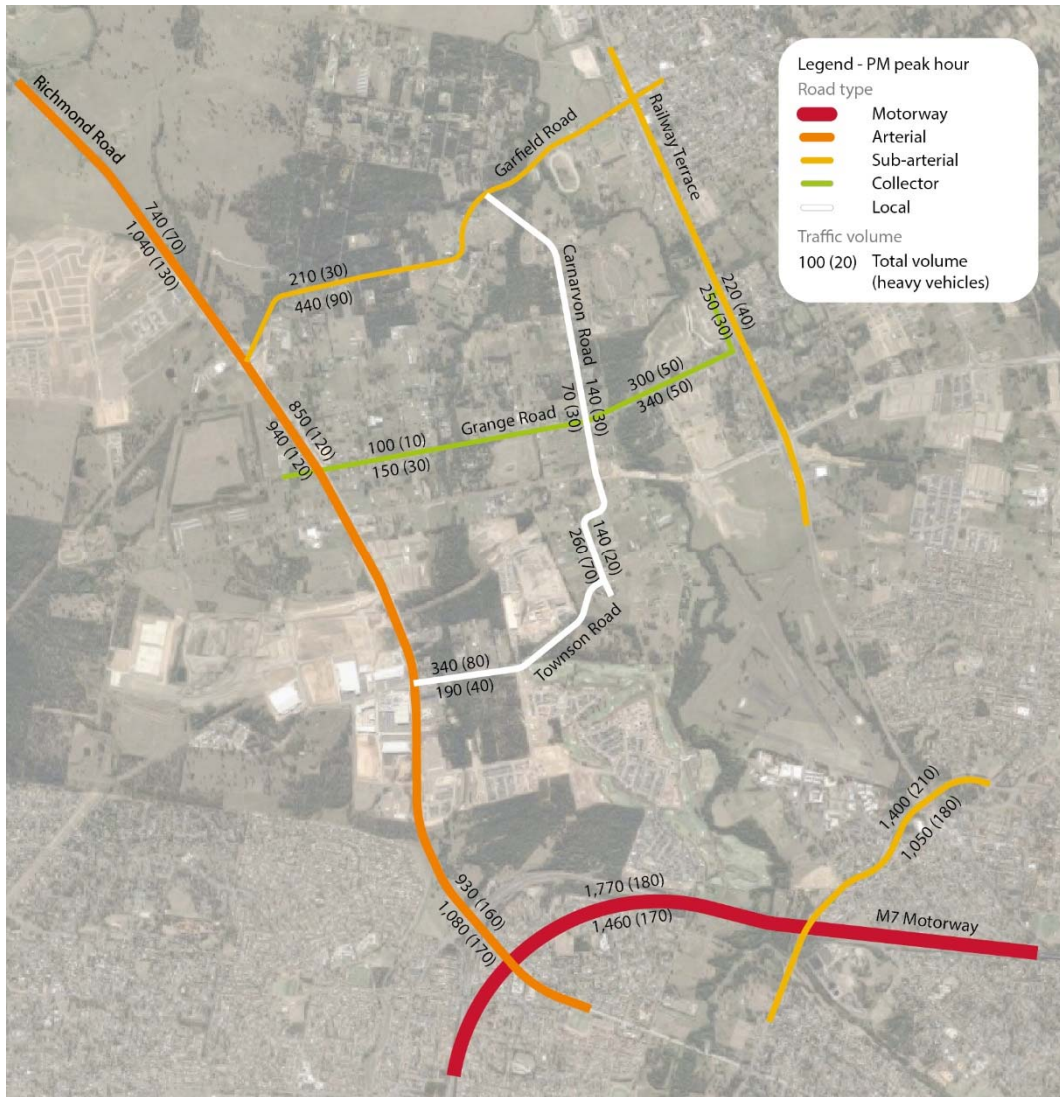 Legend - PM peak hour
Road type
Motorway
Arterial
Sub-arterial
Collector
Local
Traffic volume
100 (20) Total volume
(heavy vehicles)
Richmond Road
740 (70)
1,040 (130)
Garfield Road
Railway Terrace
210 (30)
440 (90)
Carnarvon Road
220 (40)
250 (30)
850 (120)
940 (120)
Grange Road
100 (10)
150 (30)
140 (30)
70 (30)
300 (50)
340 (50)
140 (20)
260 (70)
Townson Road
340 (80)
190 (40)
930 (160)
1,080 (170)
1,770 (180)
1,460 (170)
1,400 (210)
1,050 (180)
M7 Motorway